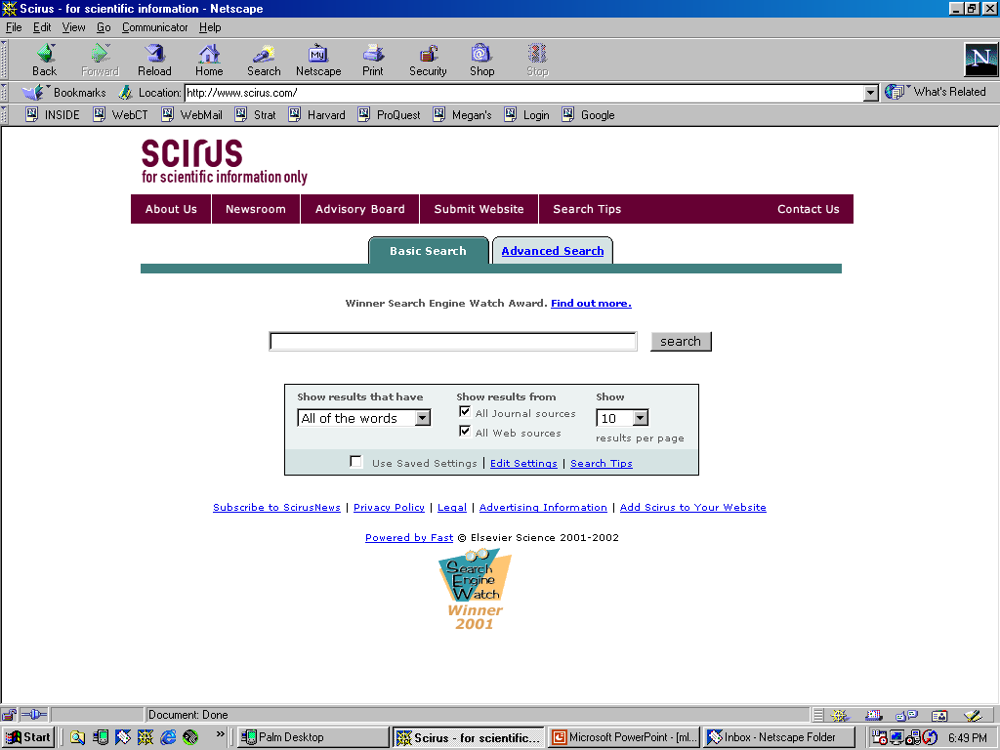 Scirus - for scientific information - Netscape
File Edit View Go Communicator Help
My
Back Forward Reload Home Search Netscape Print Security Shop Stop
N
Bookmarks Location: http://www.scirus.com/ What's Related
INSIDE WebCT WebMail Strat Harvard ProQuest Megan's Login Google
SCIRUS
for scientific information only
About Us Newsroom Advisory Board Submit Website Search Tips Contact Us
Basic Search Advanced Search
Winner Search Engine Watch Award. Find out more.
search
Show results that have Show results from Show
All of the words All Journal sources 10
All Web sources results per page
Use Saved Settings | Edit Settings | Search Tips
Subscribe to ScirusNews | Privacy Policy | Legal | Advertising Information | Add Scirus to Your Website
Powered by Fast © Elsevier Science 2001-2002
Search
Engine
Watch
Winner
2001
Document: Done
Start » Palm Desktop Scirus - for scientific... Microsoft PowerPoint - [ml... Inbox - Netscape Folder 6:49 PM